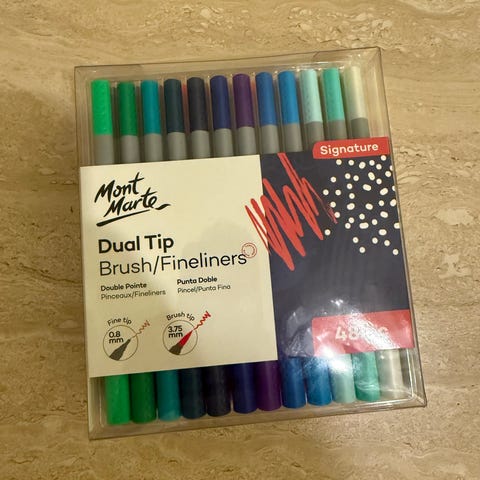 Signature
Mont
Marte
Dual Tip
Brush/Fineliners
Double Pointe
Pinceaux/Fineliners
Punta Doble
Pincel/Punta Fina
Fine tip
0.8
mm
Brush tip
3.75
mm